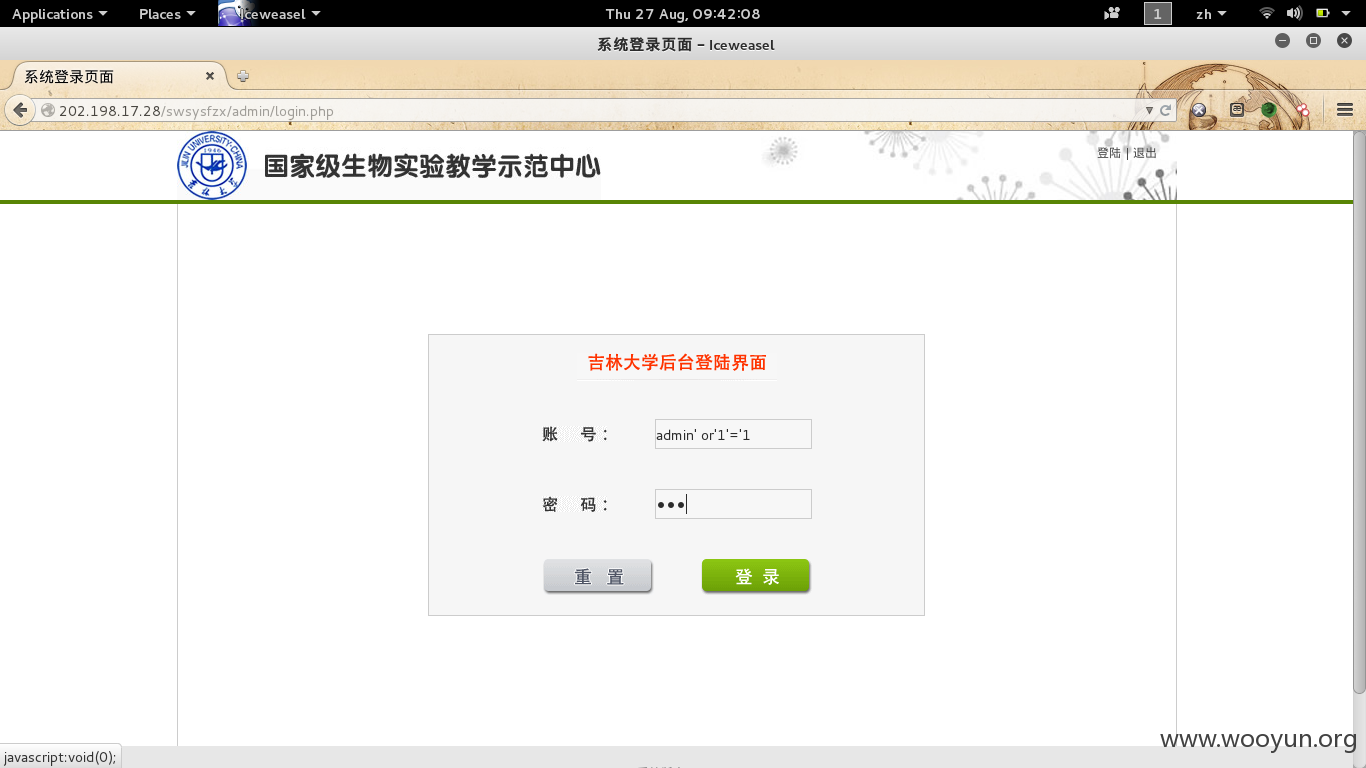 Applications Places Iceweasel Thu 27 Aug, 09:42:08 1 zh
系统登录页面 - Iceweasel
系统登录页面
202.198.17.28/swsysfzx/admin/login.php
JILIN UNIVERSITY·CHINA
1946
国家级生物实验教学示范中心
登陆 | 退出
吉林大学后台登陆界面
账 号：
admin' or'1'='1
密 码：
重 置 登 录
www.wooyun.org
javascript:void(0);